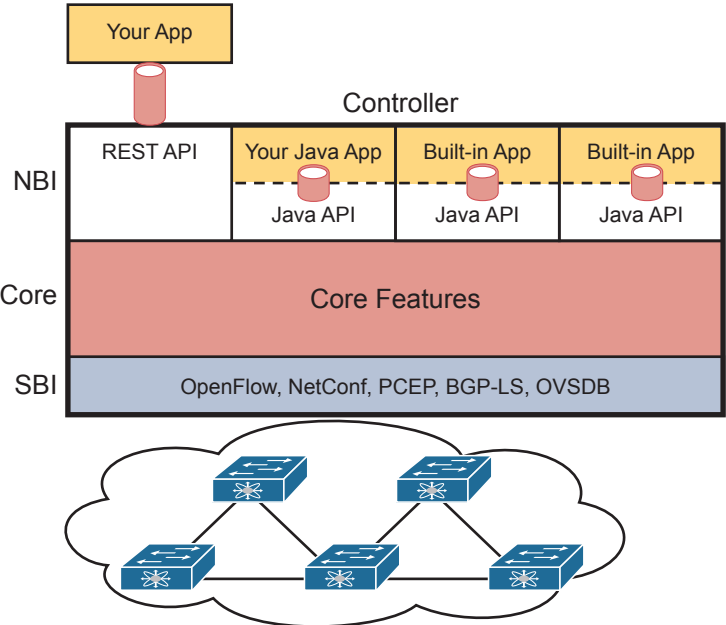 Your App
Controller
NBI
REST API
Your Java App
Built-in App
Built-in App
Java API
Java API
Java API
Core
Core Features
SBI
OpenFlow, NetConf, PCEP, BGP-LS, OVSDB